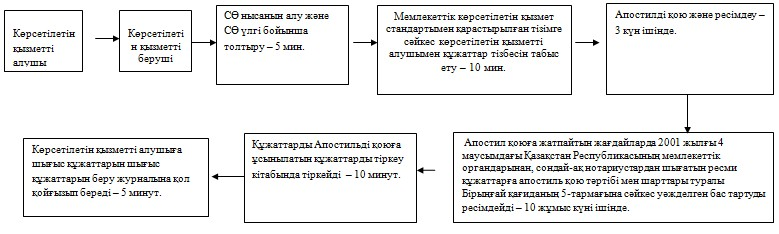 Көрсетілетін
қызметті
алушы
Көрсетілеті
н қызметті
беруші
СӨ нысанын алу және
СӨ үлгі бойынша
толтыру – 5 мин.
Мемлекеттік көрсетілетін қызмет
стандартымен қарастырылған тізімге
сәйкес көрсетілетін қызметті
алушымен құжаттар тізбесін табыс
ету – 10 мин.
Апостилді қою және ресімдеу –
3 күн ішінде.
Апостил қоюға жатпайтын жағдайларда 2001 жылғы 4
маусымдағы Қазақстан Республикасының мемлекеттік
органдарынан, сондай-ақ нотариустардан шығатын ресми
құжаттарға апостиль қою тәртібі мен шарттары туралы
Бірыңғай қағиданың 5-тармағына сәйкес уәжделген бас тартуды
ресімдейді – 10 жұмыс күні ішінде.
Құжаттарды Апостильді қоюға
ұсынылатын құжаттарды тіркеу
кітабында тіркейді – 10 минут.
Көрсетілетін қызметті алушыға
шығыс құжаттарын шығыс
құжаттарын беру журналына қол
қойғызып береді – 5 минут.